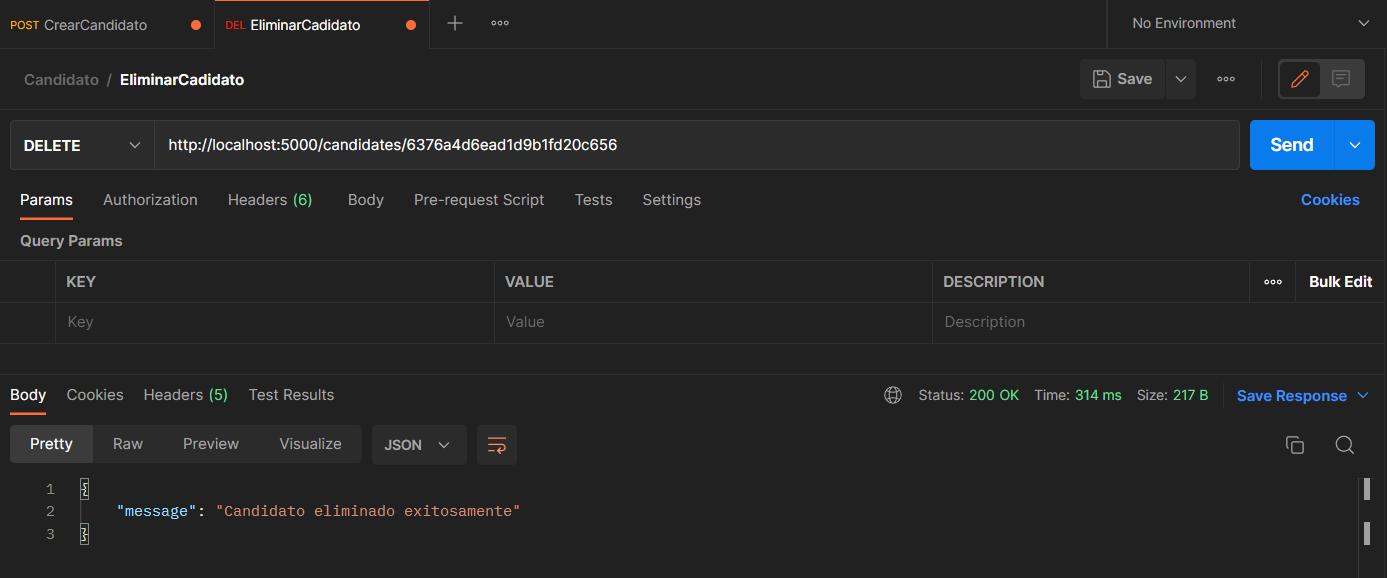 POST CrearCandidato
DEL EliminarCadidato
No Environment
Candidato / EliminarCadidato
Save
DELETE
http://localhost:5000/candidates/6376a4d6ead1d9b1fd20c656
Send
Params Authorization Headers (6) Body Pre-request Script Tests Settings Cookies
Query Params
KEY VALUE DESCRIPTION Bulk Edit
Key Value Description
Body Cookies Headers (5) Test Results Status: 200 OK Time: 314 ms Size: 217 B Save Response
Pretty Raw Preview Visualize JSON
1 {
2 "message": "Candidato eliminado exitosamente"
3 }